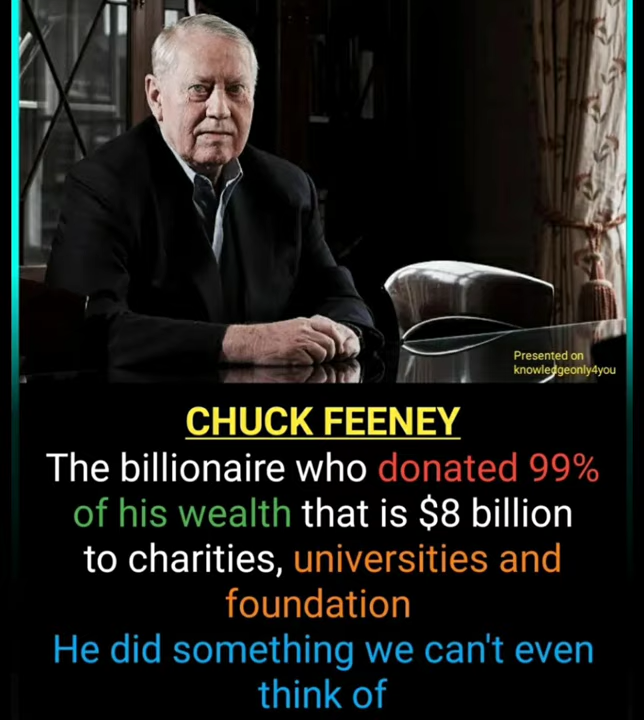 Presented on
knowledgeonly4you
CHUCK FEENEY
The billionaire who donated 99%
of his wealth that is $8 billion
to charities, universities and
foundation
He did something we can't even
think of